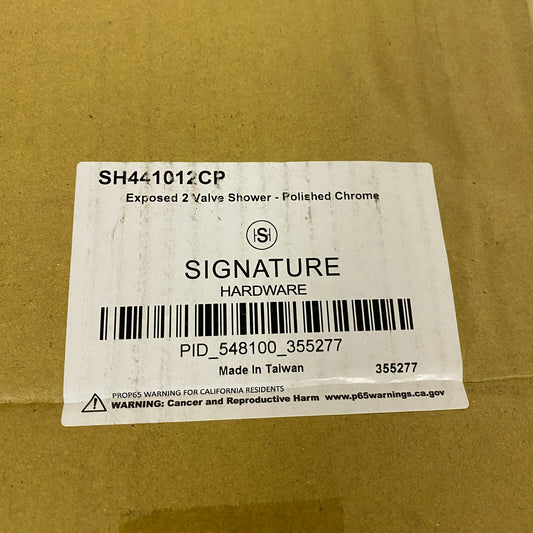 SH441012CP
Exposed 2 Valve Shower - Polished Chrome
HSH
SIGNATURE
HARDWARE
PID_548100_355277
Made In Taiwan 355277
PROP65 WARNING FOR CALIFORNIA RESIDENTS
WARNING: Cancer and Reproductive Harm www.p65warnings.ca.gov